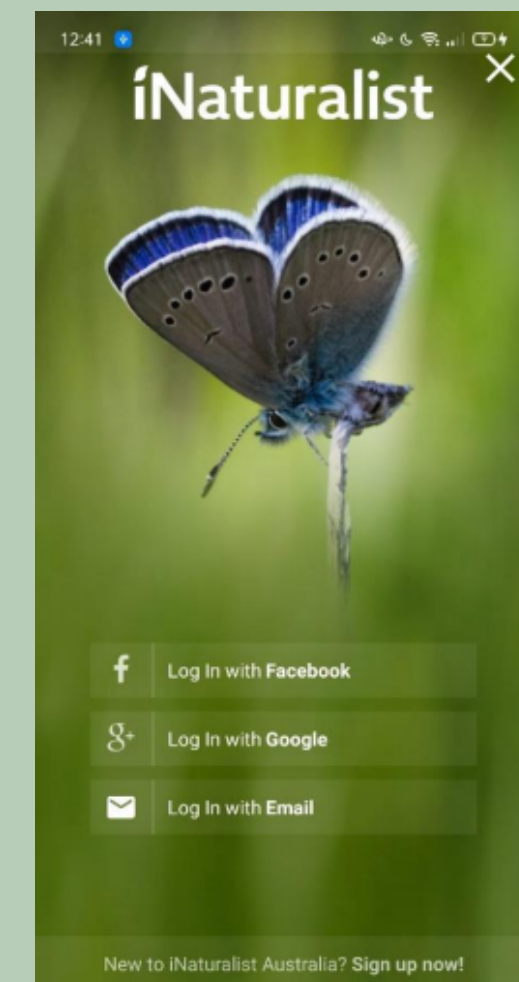 12:41
iNaturalist
Log In with Facebook
Log In with Google
Log In with Email
New to iNaturalist Australia? Sign up now!